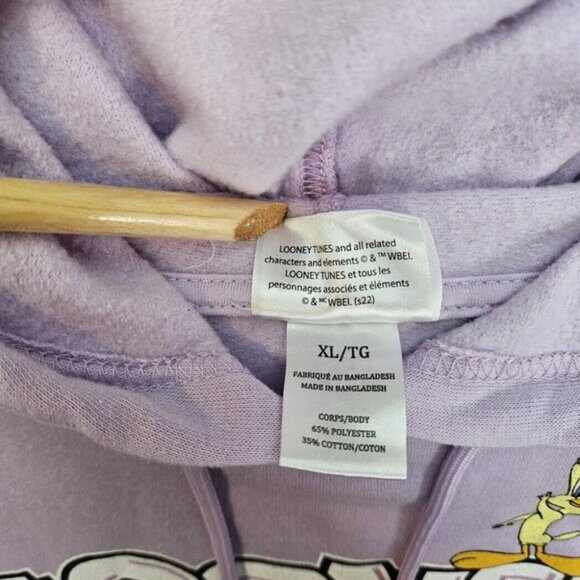 LOONEY TUNES and all related
characters and elements © & ™ WBEI.
LOONEY TUNES et tous les
personnages associés et éléments
© & MC WBEI. (s22)
XL/TG
FABRIQUÉ AU BANGLADESH
MADE IN BANGLADESH
CORPS/BODY
65% POLYESTER
35% COTTON/COTON